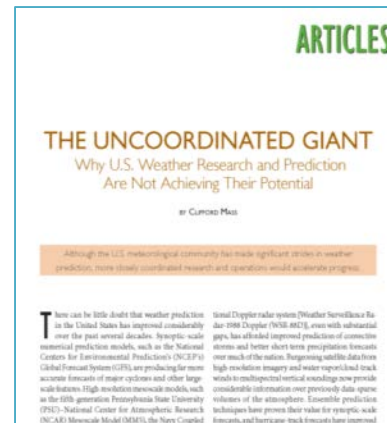 ARTICLES
THE UNCOORDINATED GIANT
Why U.S. Weather Research and Prediction
Are Not Achieving Their Potential
BY CLIFFORD MASS
Although the U.S. meteorological community has made significant strides in weather
prediction, more closely coordinated research and operations would accelerate progress.
There can be little doubt that weather prediction
in the United States has improved considerably
over the past several decades. Synoptic-scale
numerical prediction models, such as the National
Centers for Environmental Prediction's (NCEP's)
Global Forecast System (GFS), are producing far more
accurate forecasts of major cyclones and other large-
scale features. High-resolution mesoscale models, such
as the fifth-generation Pennsylvania State University
(PSU)–National Center for Atmospheric Research
(NCAR) Mesoscale Model (MM5), the Navy Coupled
tional Doppler radar system [Weather Surveillance Ra-
dar-1988 Doppler (WSR-88D)], even with substantial
gaps, has afforded improved prediction of convective
storms and better short-term precipitation forecasts
over much of the nation. Burgeoning satellite data from
high-resolution imagery and water vapor/cloud-track
winds to multispectral vertical soundings now provide
considerable information over previously data-sparse
volumes of the atmosphere. Ensemble prediction
techniques have proven their value for synoptic-scale
forecasts, and hurricane-track forecasts have improved